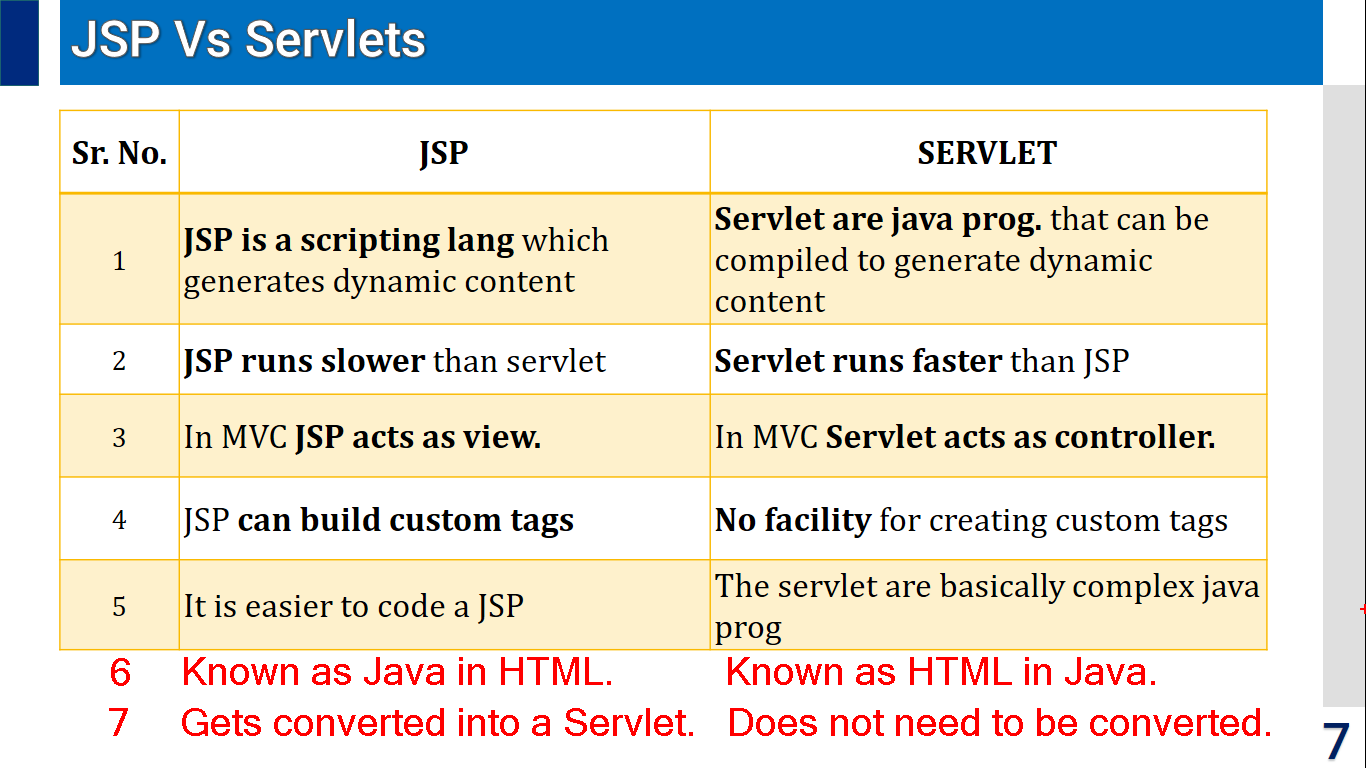 JSP Vs Servlets
Sr. No. JSP SERVLET
1 JSP is a scripting lang which generates dynamic content
Servlet are java prog. that can be compiled to generate dynamic content
2 JSP runs slower than servlet Servlet runs faster than JSP
3 In MVC JSP acts as view. In MVC Servlet acts as controller.
4 JSP can build custom tags No facility for creating custom tags
5 It is easier to code a JSP The servlet are basically complex java prog
6 Known as Java in HTML. Known as HTML in Java.
7 Gets converted into a Servlet. Does not need to be converted.
7